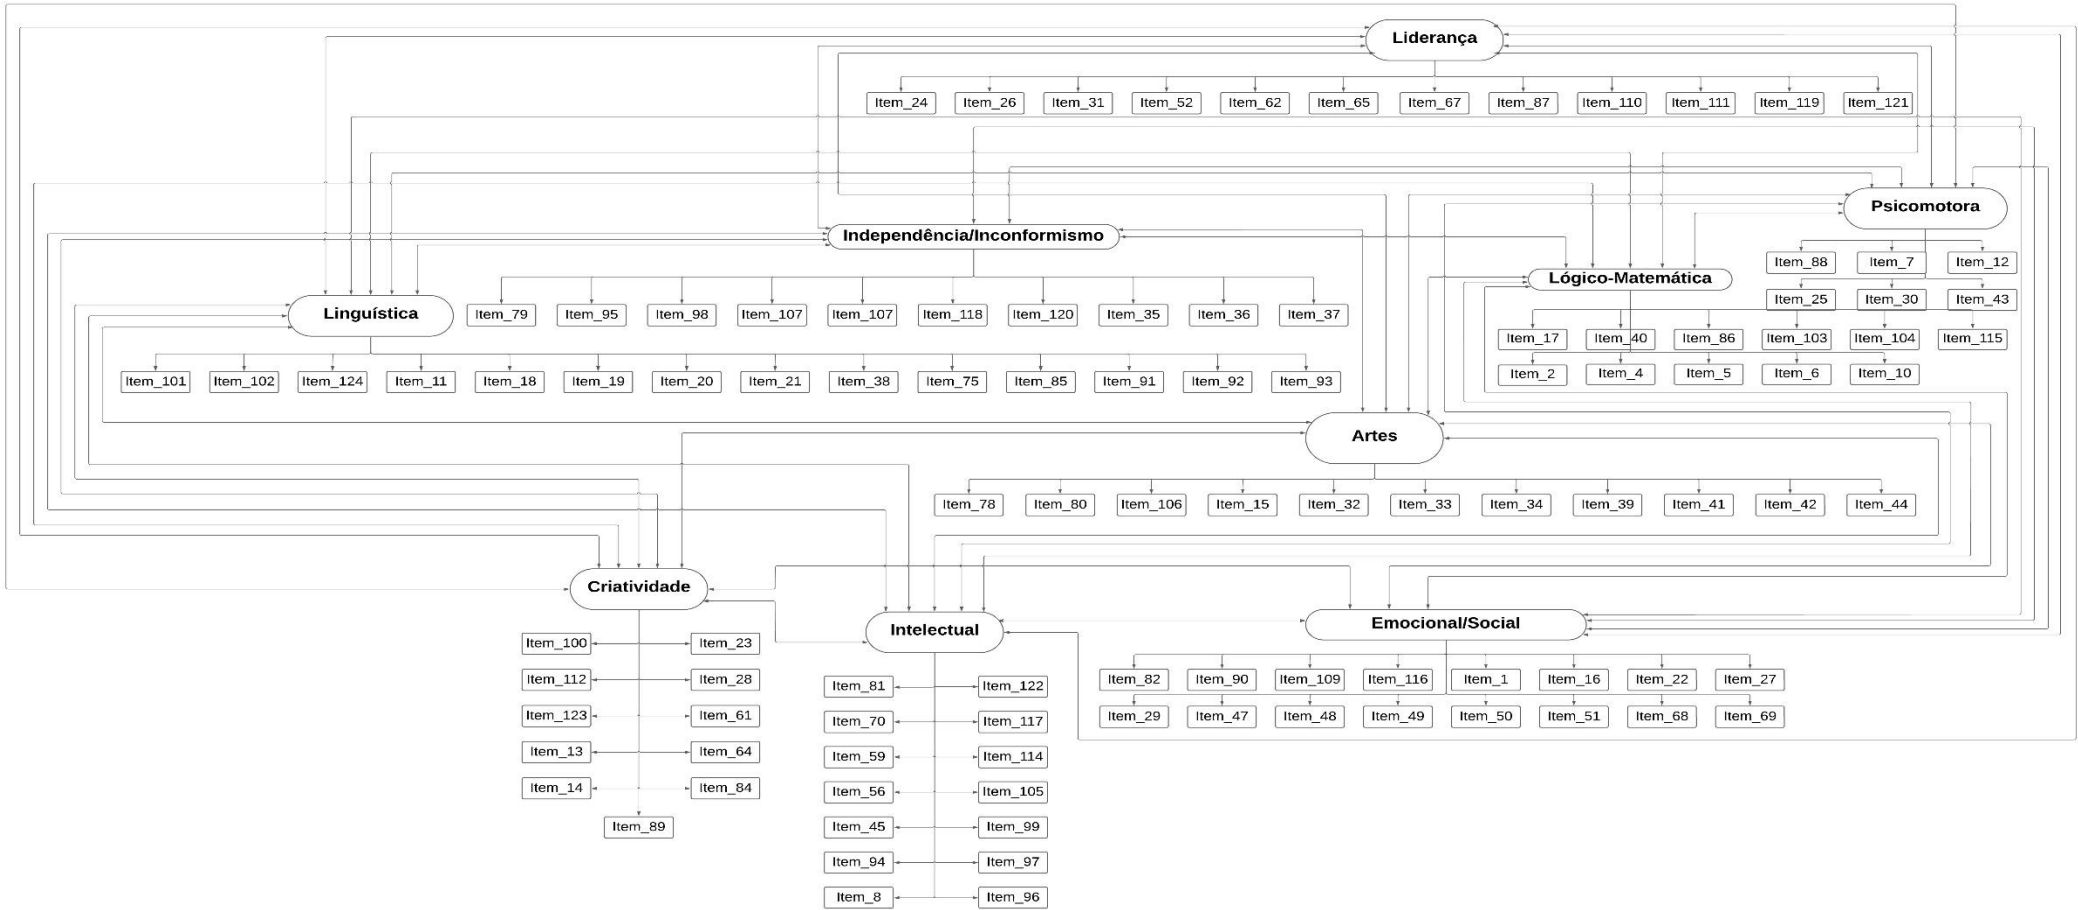 Liderança
Item_24 Item_26 Item_31 Item_52 Item_62 Item_65 Item_67 Item_87 Item_110 Item_111 Item_119 Item_121
Psicomotora
Item_88 Item_7 Item_12
Item_25 Item_30 Item_43
Independência/Inconformismo
Item_79 Item_95 Item_98 Item_107 Item_107 Item_118 Item_120 Item_35 Item_36 Item_37
Lógico-Matemática
Item_17 Item_40 Item_86 Item_103 Item_104 Item_115
Item_2 Item_4 Item_5 Item_6 Item_10
Linguística
Item_101 Item_102 Item_124 Item_11 Item_18 Item_19 Item_20 Item_21 Item_38 Item_75 Item_85 Item_91 Item_92 Item_93
Artes
Item_78 Item_80 Item_106 Item_15 Item_32 Item_33 Item_34 Item_39 Item_41 Item_42 Item_44
Criatividade
Item_100 Item_23
Item_112 Item_28
Item_123 Item_61
Item_13 Item_64
Item_14 Item_84
Item_89
Intelectual
Item_81 Item_122
Item_70 Item_117
Item_59 Item_114
Item_56 Item_105
Item_45 Item_99
Item_94 Item_97
Item_8 Item_96
Emocional/Social
Item_82 Item_90 Item_109 Item_116 Item_1 Item_16 Item_22 Item_27
Item_29 Item_47 Item_48 Item_49 Item_50 Item_51 Item_68 Item_69